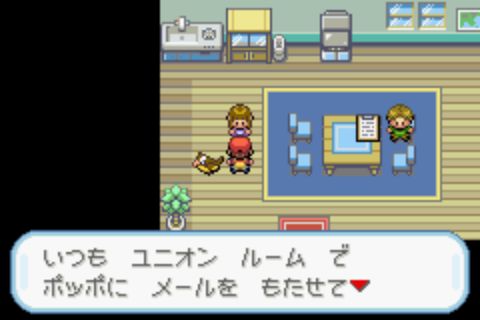 いつも　ユニオン　ルーム　で
ポッポに　メールを　もたせて